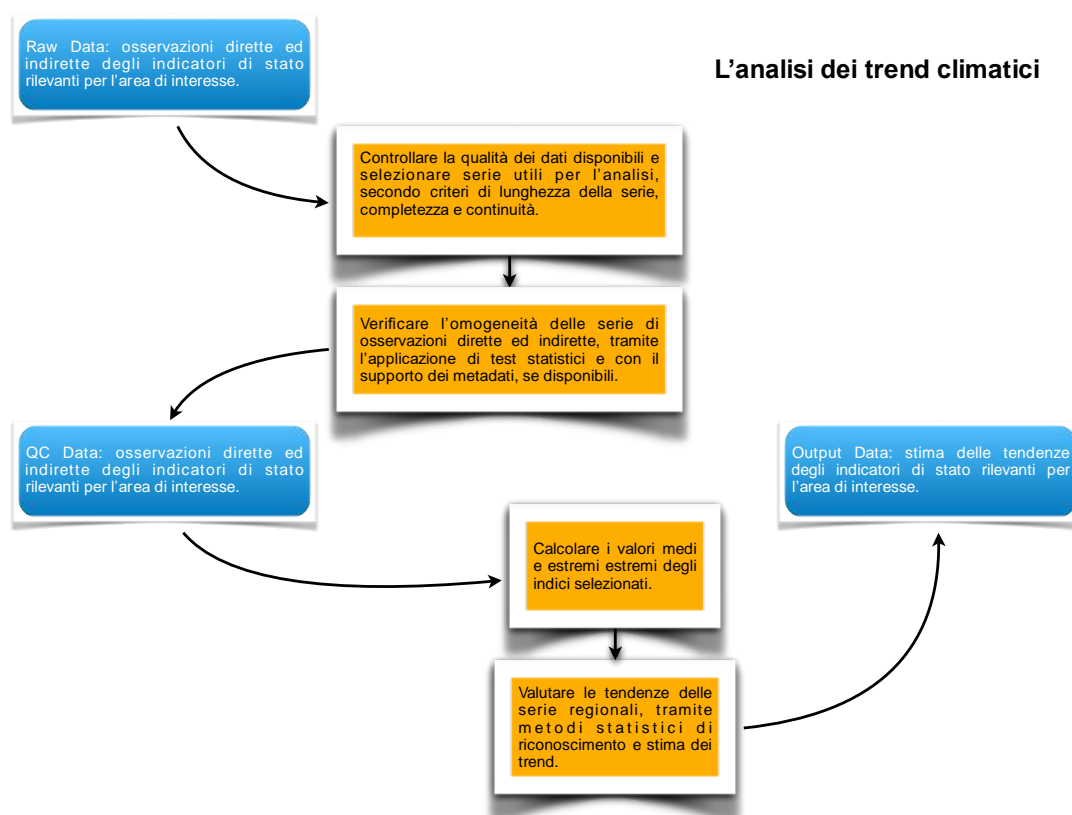 L'analisi dei trend climatici
Raw Data: osservazioni dirette ed
indirette degli indicatori di stato
rilevanti per l'area di interesse.
Controllare la qualità dei dati disponibili e
selezionare serie utili per l'analisi,
secondo criteri di lunghezza della serie,
completezza e continuità.
Verificare l'omogeneità delle serie di
osservazioni dirette ed indirette, tramite
l'applicazione di test statistici e con il
supporto dei metadati, se disponibili.
QC Data: osservazioni dirette ed
indirette degli indicatori di stato
rilevanti per l'area di interesse.
Calcolare i valori medi
e estremi estremi degli
indici selezionati.
Valutare le tendenze delle
serie regionali, tramite
metodi statistici di
riconoscimento e stima dei
trend.
Output Data: stima delle tendenze
degli indicatori di stato rilevanti per
l'area di interesse.